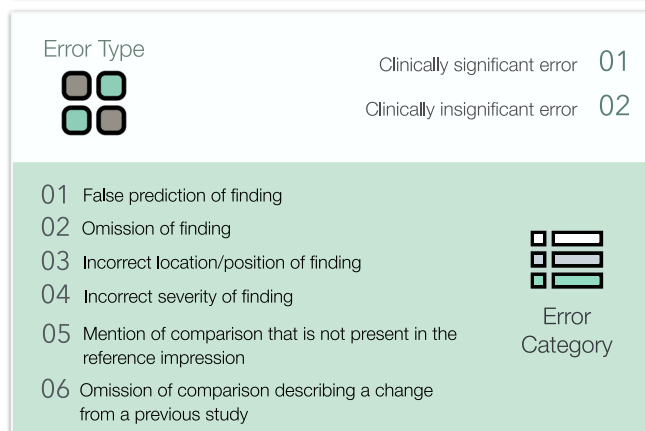 Error Type
Clinically significant error 01
Clinically insignificant error 02
01 False prediction of finding
02 Omission of finding
03 Incorrect location/position of finding
04 Incorrect severity of finding
05 Mention of comparison that is not present in the
reference impression
06 Omission of comparison describing a change
from a previous study
Error
Category